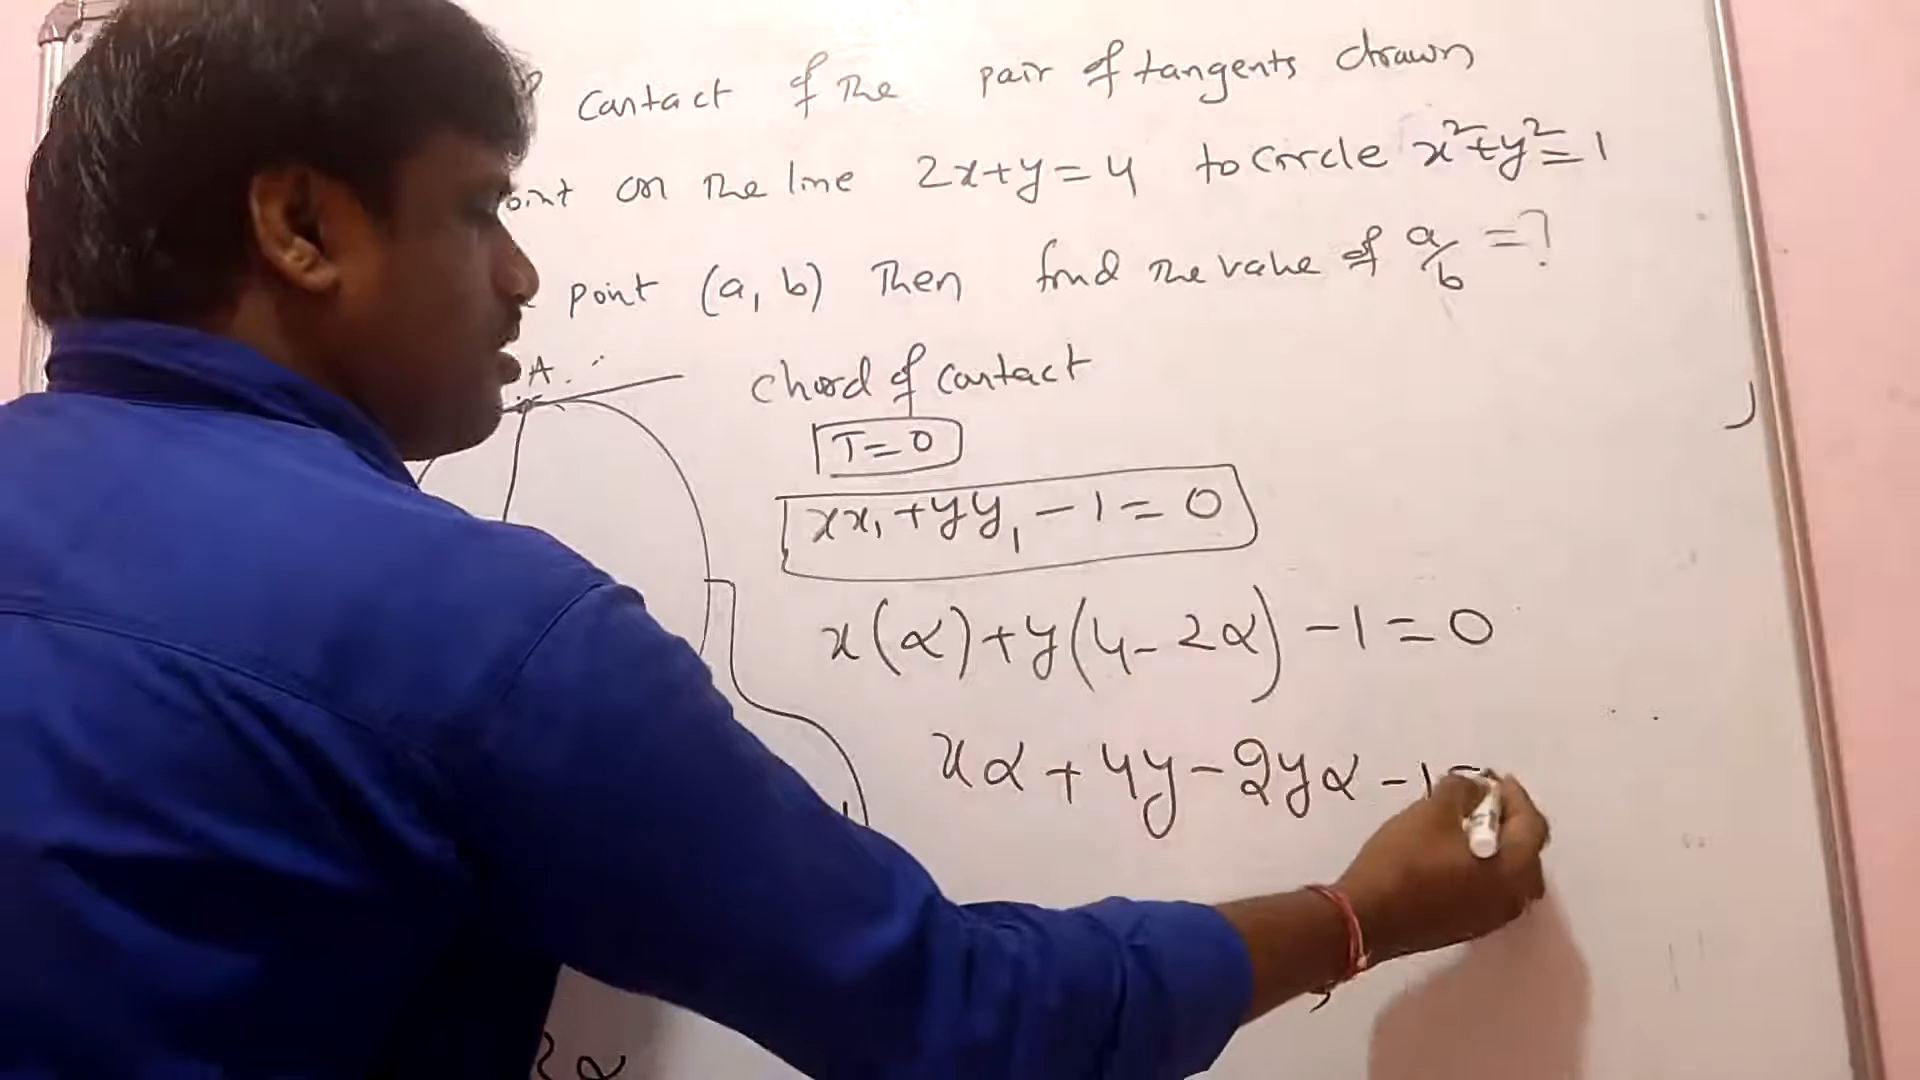 contact of the pair of tangents drawn
oint on the line 2x+y=4 to circle x²+y²=1
point (a, b) Then find the value of a/b =?
A.
chord of contact
T=0
xx₁+yy₁-1=0
x(α)+y(4-2α)-1=0
xα+4y-2yα-1=
2α